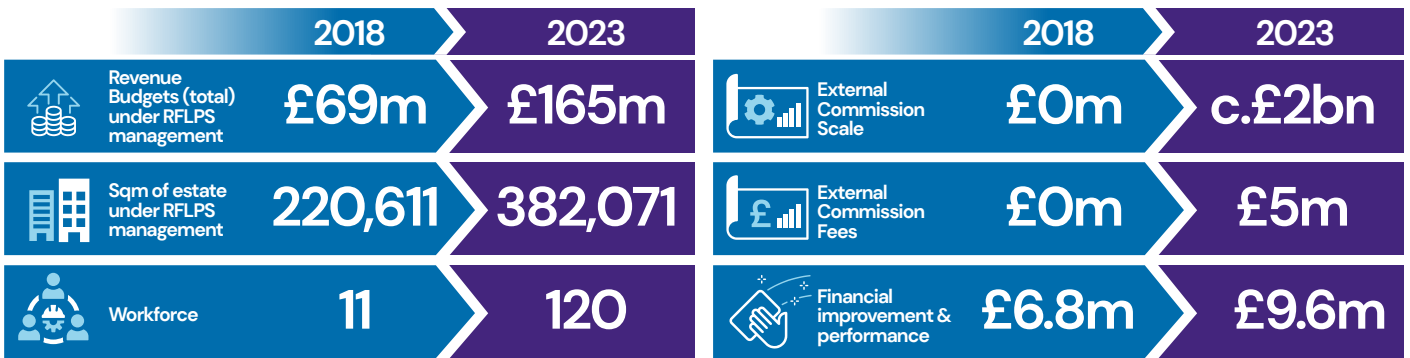 2018 2023
Revenue
Budgets (total)
under RFLPS
management
£69m £165m
Sqm of estate
under RFLPS
management
220,611 382,071
Workforce 11 120
2018 2023
External
Commission
Scale
£0m c.£2bn
External
Commission
Fees
£
£0m £5m
Financial
improvement &
performance
£6.8m £9.6m